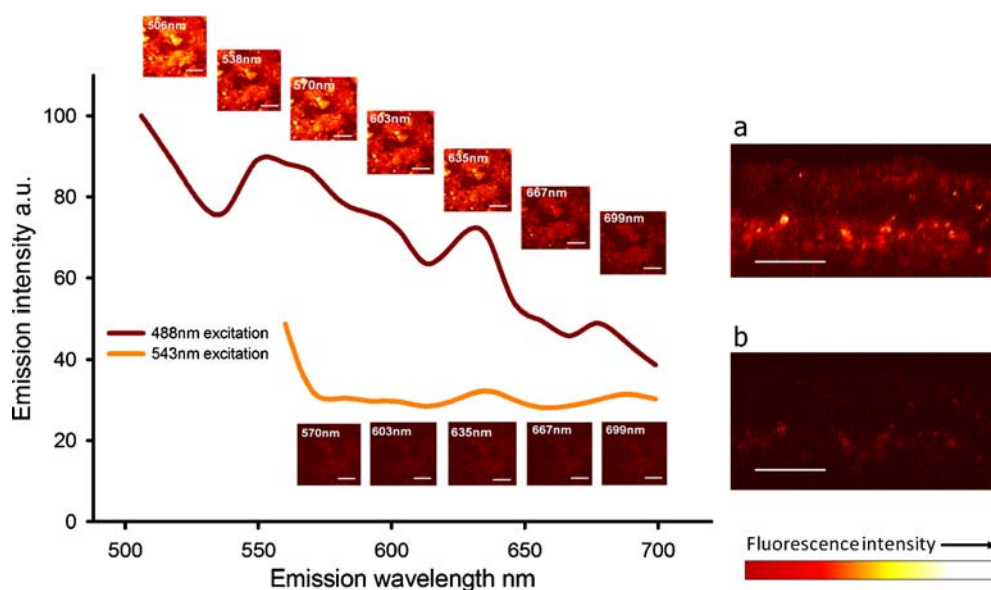 506nm
538nm
570nm
603nm
635nm
667nm
699nm
100
80
60
40
20
0
Emission intensity a.u.
488nm excitation
543nm excitation
570nm
603nm
635nm
667nm
699nm
500
550
600
650
700
Emission wavelength nm
a
b
Fluorescence intensity